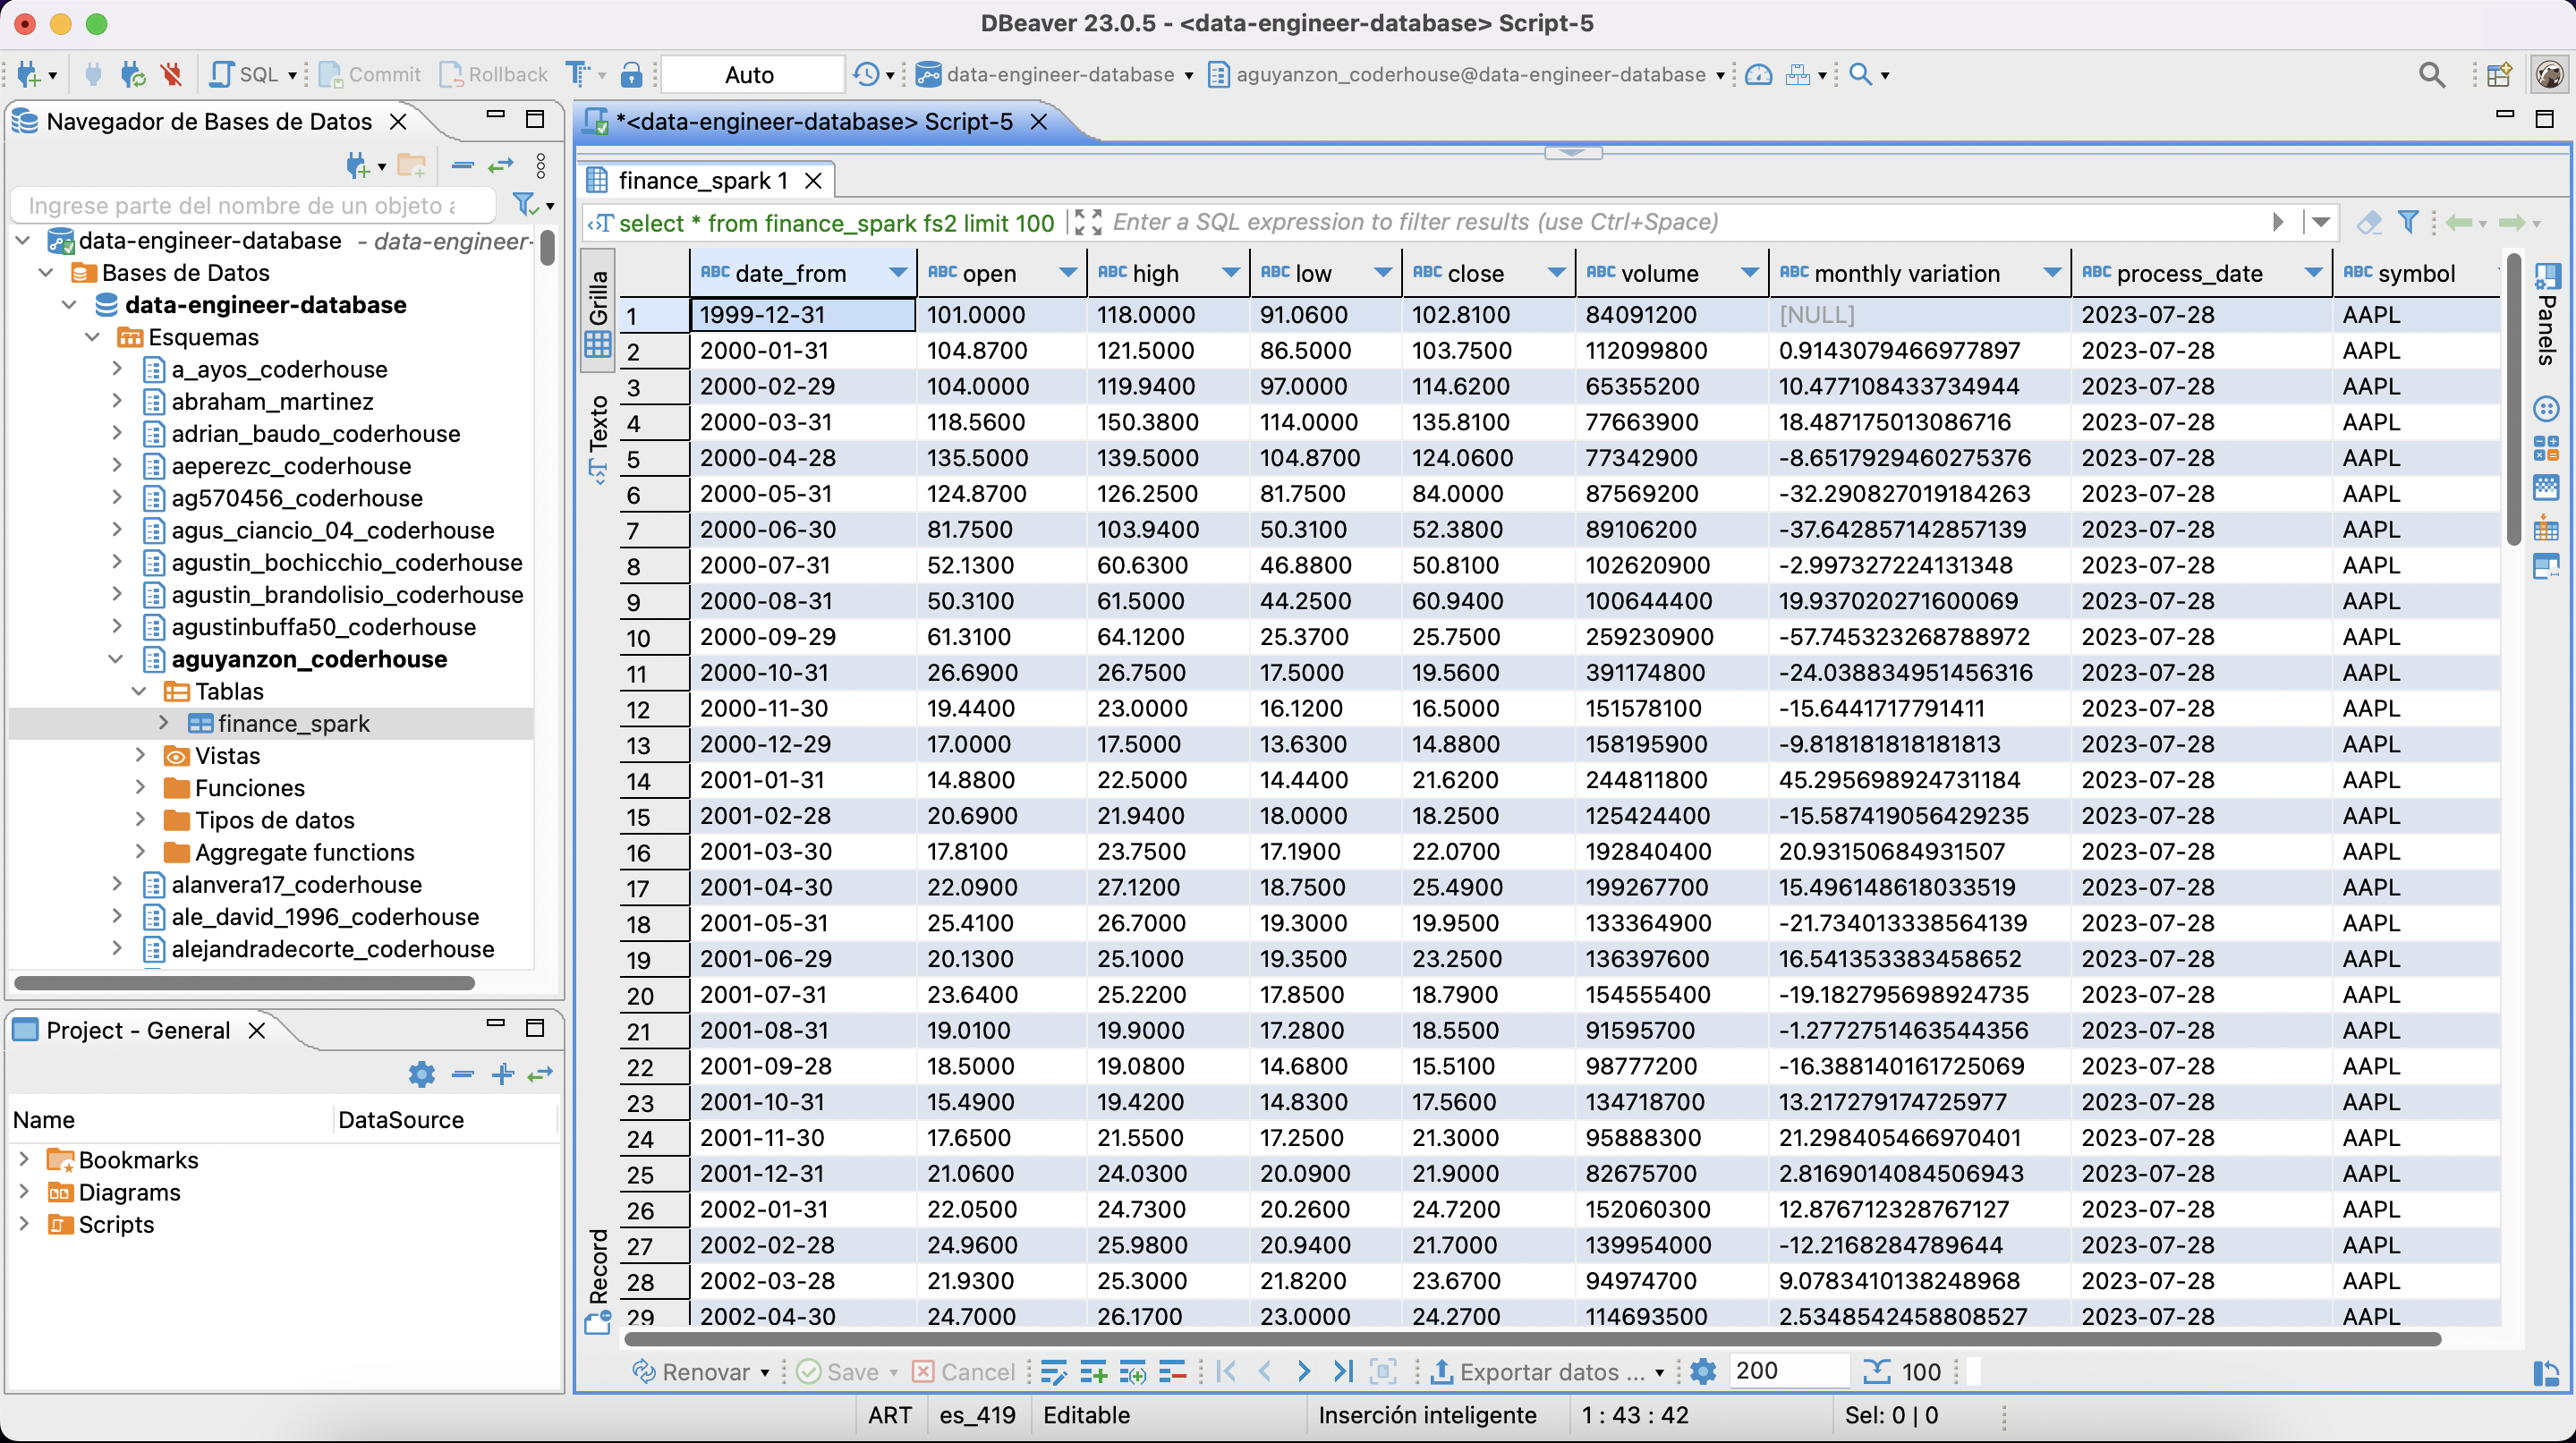 DBeaver 23.0.5 - <data-engineer-database> Script-5
SQL Commit Rollback Auto data-engineer-database aguyanzon_coderhouse@data-engineer-database
Navegador de Bases de Datos
Ingrese parte del nombre de un objeto a
data-engineer-database - data-engineer-
Bases de Datos
data-engineer-database
Esquemas
a_ayos_coderhouse
abraham_martinez
adrian_baudo_coderhouse
aeperezc_coderhouse
ag570456_coderhouse
agus_ciancio_04_coderhouse
agustin_bochicchio_coderhouse
agustin_brandolisio_coderhouse
agustinbuffa50_coderhouse
aguyanzon_coderhouse
Tablas
finance_spark
Vistas
Funciones
Tipos de datos
Aggregate functions
alanvera17_coderhouse
ale_david_1996_coderhouse
alejandradecorte_coderhouse
Project - General
Name DataSource
Bookmarks
Diagrams
Scripts
*<data-engineer-database> Script-5
finance_spark 1
select * from finance_spark fs2 limit 100 Enter a SQL expression to filter results (use Ctrl+Space)
Grilla
Texto
Record
ABC date_from ABC open ABC high ABC low ABC close ABC volume ABC monthly variation ABC process_date ABC symbol
1 1999-12-31 101.0000 118.0000 91.0600 102.8100 84091200 [NULL] 2023-07-28 AAPL
2 2000-01-31 104.8700 121.5000 86.5000 103.7500 112099800 0.9143079466977897 2023-07-28 AAPL
3 2000-02-29 104.0000 119.9400 97.0000 114.6200 65355200 10.477108433734944 2023-07-28 AAPL
4 2000-03-31 118.5600 150.3800 114.0000 135.8100 77663900 18.487175013086716 2023-07-28 AAPL
5 2000-04-28 135.5000 139.5000 104.8700 124.0600 77342900 -8.6517929460275376 2023-07-28 AAPL
6 2000-05-31 124.8700 126.2500 81.7500 84.0000 87569200 -32.290827019184263 2023-07-28 AAPL
7 2000-06-30 81.7500 103.9400 50.3100 52.3800 89106200 -37.642857142857139 2023-07-28 AAPL
8 2000-07-31 52.1300 60.6300 46.8800 50.8100 102620900 -2.997327224131348 2023-07-28 AAPL
9 2000-08-31 50.3100 61.5000 44.2500 60.9400 100644400 19.937020271600069 2023-07-28 AAPL
10 2000-09-29 61.3100 64.1200 25.3700 25.7500 259230900 -57.745323268788972 2023-07-28 AAPL
11 2000-10-31 26.6900 26.7500 17.5000 19.5600 391174800 -24.038834951456316 2023-07-28 AAPL
12 2000-11-30 19.4400 23.0000 16.1200 16.5000 151578100 -15.6441717791411 2023-07-28 AAPL
13 2000-12-29 17.0000 17.5000 13.6300 14.8800 158195900 -9.818181818181813 2023-07-28 AAPL
14 2001-01-31 14.8800 22.5000 14.4400 21.6200 244811800 45.295698924731184 2023-07-28 AAPL
15 2001-02-28 20.6900 21.9400 18.0000 18.2500 125424400 -15.587419056429235 2023-07-28 AAPL
16 2001-03-30 17.8100 23.7500 17.1900 22.0700 192840400 20.93150684931507 2023-07-28 AAPL
17 2001-04-30 22.0900 27.1200 18.7500 25.4900 199267700 15.496148618033519 2023-07-28 AAPL
18 2001-05-31 25.4100 26.7000 19.3000 19.9500 133364900 -21.734013338564139 2023-07-28 AAPL
19 2001-06-29 20.1300 25.1000 19.3500 23.2500 136397600 16.541353383458652 2023-07-28 AAPL
20 2001-07-31 23.6400 25.2200 17.8500 18.7900 154555400 -19.182795698924735 2023-07-28 AAPL
21 2001-08-31 19.0100 19.9000 17.2800 18.5500 91595700 -1.2772751463544356 2023-07-28 AAPL
22 2001-09-28 18.5000 19.0800 14.6800 15.5100 98777200 -16.388140161725069 2023-07-28 AAPL
23 2001-10-31 15.4900 19.4200 14.8300 17.5600 134718700 13.217279174725977 2023-07-28 AAPL
24 2001-11-30 17.6500 21.5500 17.2500 21.3000 95888300 21.298405466970401 2023-07-28 AAPL
25 2001-12-31 21.0600 24.0300 20.0900 21.9000 82675700 2.8169014084506943 2023-07-28 AAPL
26 2002-01-31 22.0500 24.7300 20.2600 24.7200 152060300 12.876712328767127 2023-07-28 AAPL
27 2002-02-28 24.9600 25.9800 20.9400 21.7000 139954000 -12.2168284789644 2023-07-28 AAPL
28 2002-03-28 21.9300 25.3000 21.8200 23.6700 94974700 9.0783410138248968 2023-07-28 AAPL
29 2002-04-30 24.7000 26.1700 23.0000 24.2700 114693500 2.5348542458808527 2023-07-28 AAPL
Panels
Renovar Save Cancel Exportar datos ... 200 100
ART es_419 Editable Inserción inteligente 1 : 43 : 42 Sel: 0 | 0